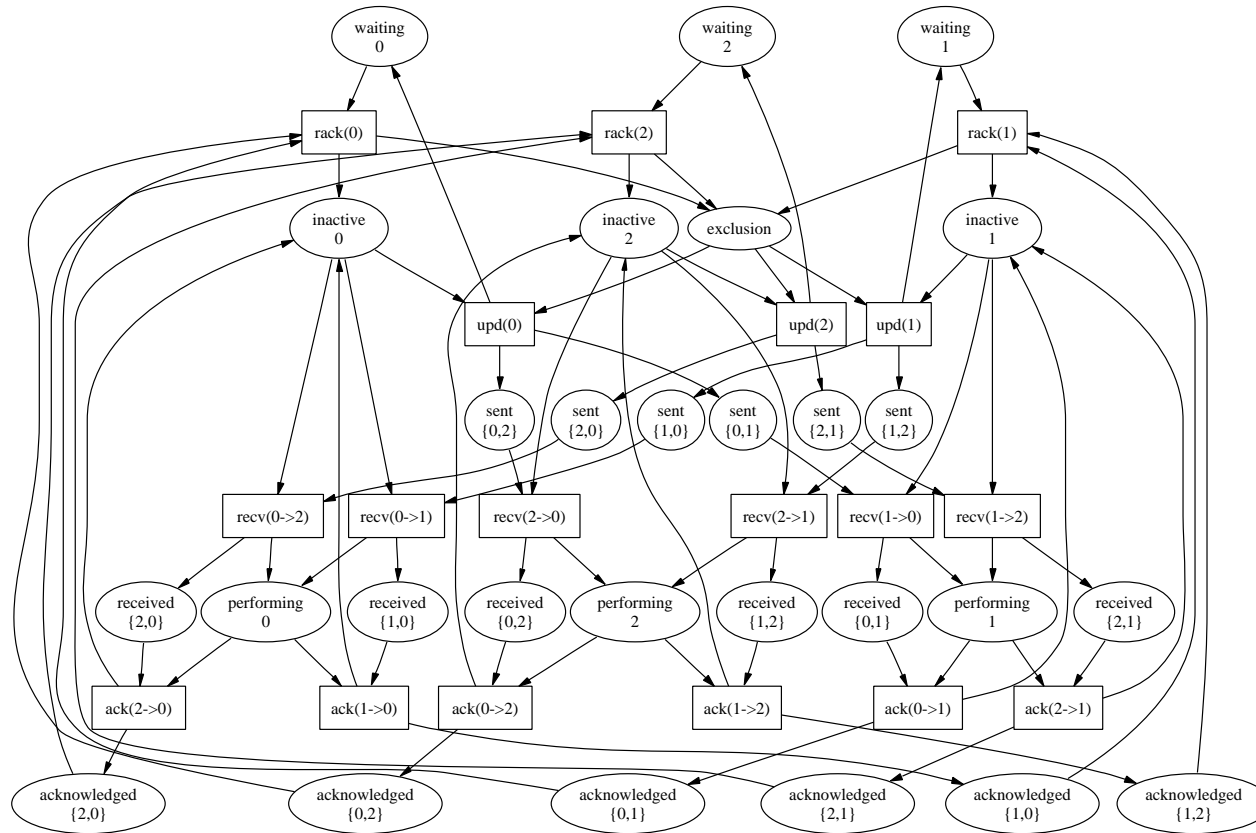 waiting
0
waiting
2
waiting
1
rack(0)
rack(2)
rack(1)
inactive
0
inactive
2
exclusion
inactive
1
upd(0)
upd(2)
upd(1)
sent
{0,2}
sent
{2,0}
sent
{1,0}
sent
{0,1}
sent
{2,1}
sent
{1,2}
recv(0->2)
recv(0->1)
recv(2->0)
recv(2->1)
recv(1->0)
recv(1->2)
received
{2,0}
performing
0
received
{1,0}
received
{0,2}
performing
2
received
{1,2}
received
{0,1}
performing
1
received
{2,1}
ack(2->0)
ack(1->0)
ack(0->2)
ack(1->2)
ack(0->1)
ack(2->1)
acknowledged
{2,0}
acknowledged
{0,2}
acknowledged
{0,1}
acknowledged
{2,1}
acknowledged
{1,0}
acknowledged
{1,2}